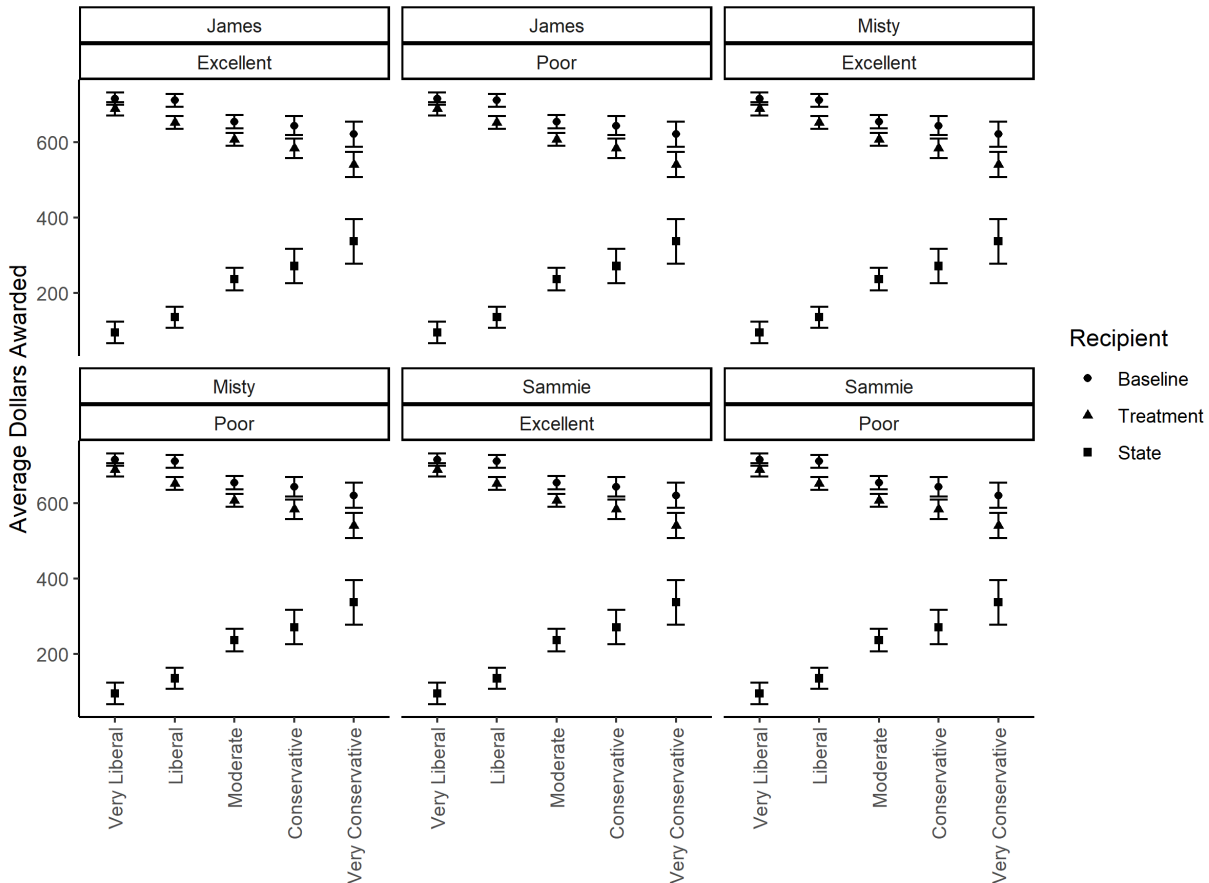 James
James
Misty
Excellent
Poor
Excellent
600
400
200
Misty
Sammie
Sammie
Poor
Excellent
Poor
600
400
200
Average Dollars Awarded
Very Liberal
Liberal
Moderate
Conservative
Very Conservative
Very Liberal
Liberal
Moderate
Conservative
Very Conservative
Very Liberal
Liberal
Moderate
Conservative
Very Conservative
Recipient
Baseline
Treatment
State